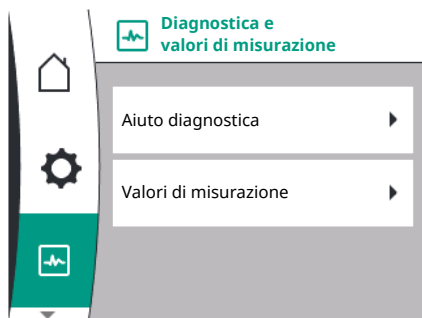 Diagnostica e
valori di misurazione
Aiuto diagnostica
Valori di misurazione